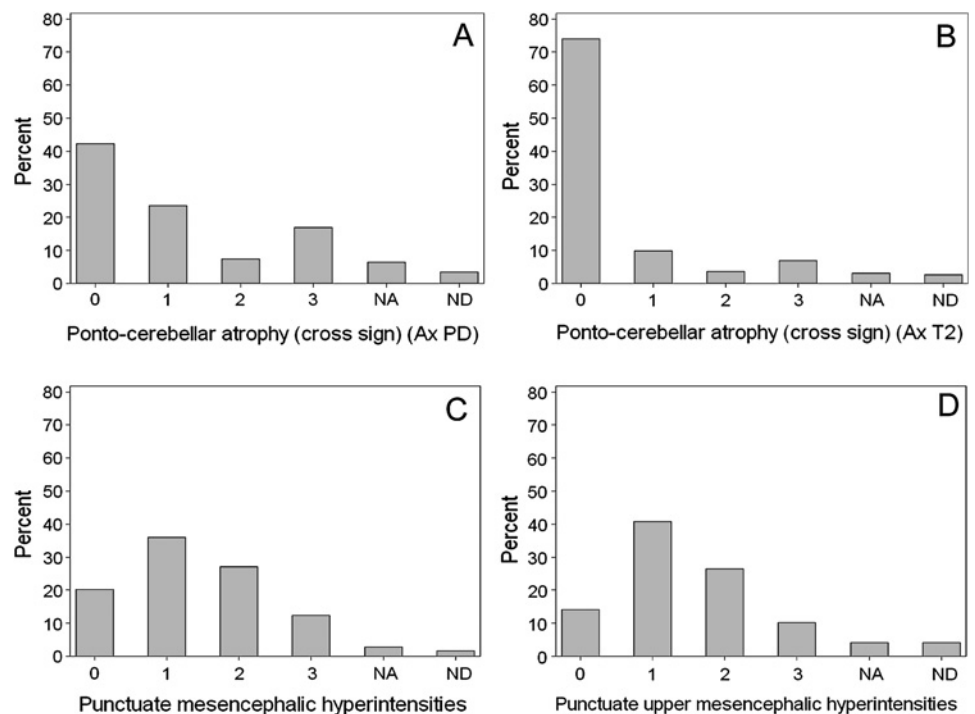 A
80
70
60
50
40
30
20
10
0
Percent
0 1 2 3 NA ND
Ponto-cerebellar atrophy (cross sign) (Ax PD)
B
80
70
60
50
40
30
20
10
0
Percent
0 1 2 3 NA ND
Ponto-cerebellar atrophy (cross sign) (Ax T2)
C
80
70
60
50
40
30
20
10
0
Percent
0 1 2 3 NA ND
Punctuate mesencephalic hyperintensities
D
80
70
60
50
40
30
20
10
0
Percent
0 1 2 3 NA ND
Punctuate upper mesencephalic hyperintensities